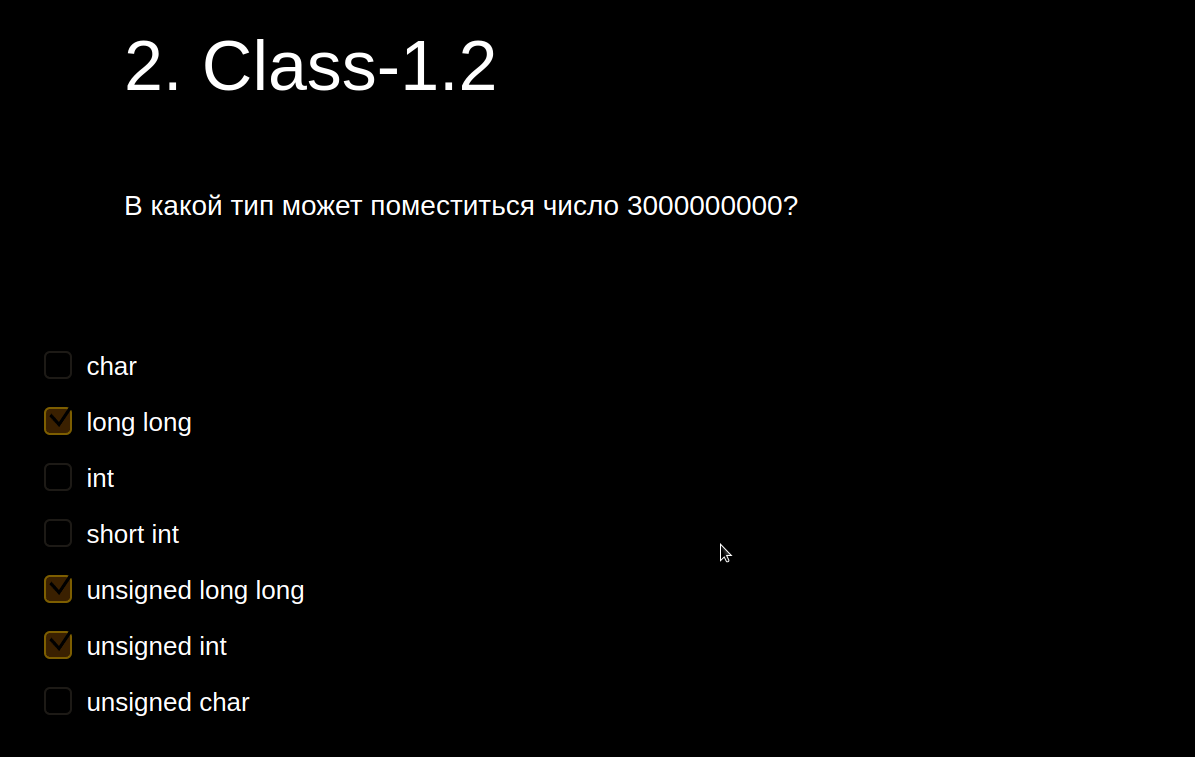 2. Class-1.2
В какой тип может поместиться число 3000000000?
char
long long
int
short int
unsigned long long
unsigned int
unsigned char